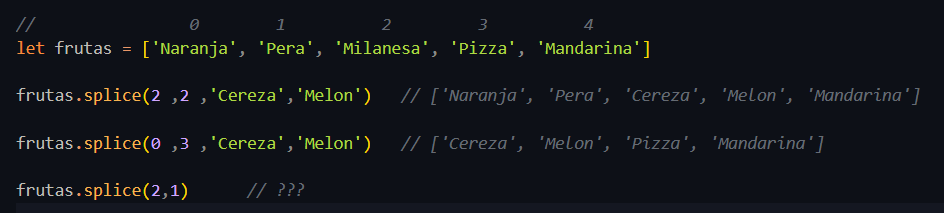 //                0        1          2         3          4
let frutas = ['Naranja', 'Pera', 'Milanesa', 'Pizza', 'Mandarina']
frutas.splice(2 ,2 ,'Cereza','Melon')   // ['Naranja', 'Pera', 'Cereza', 'Melon', 'Mandarina']
frutas.splice(0 ,3 ,'Cereza','Melon')   // ['Cereza', 'Melon', 'Pizza', 'Mandarina']
frutas.splice(2,1)      // ???